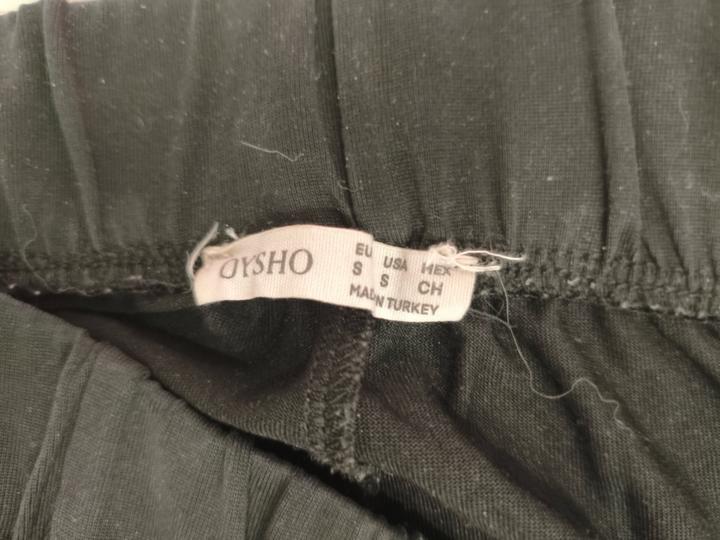 OYSHO
EU USA MEX
S S CH
MADE IN TURKEY